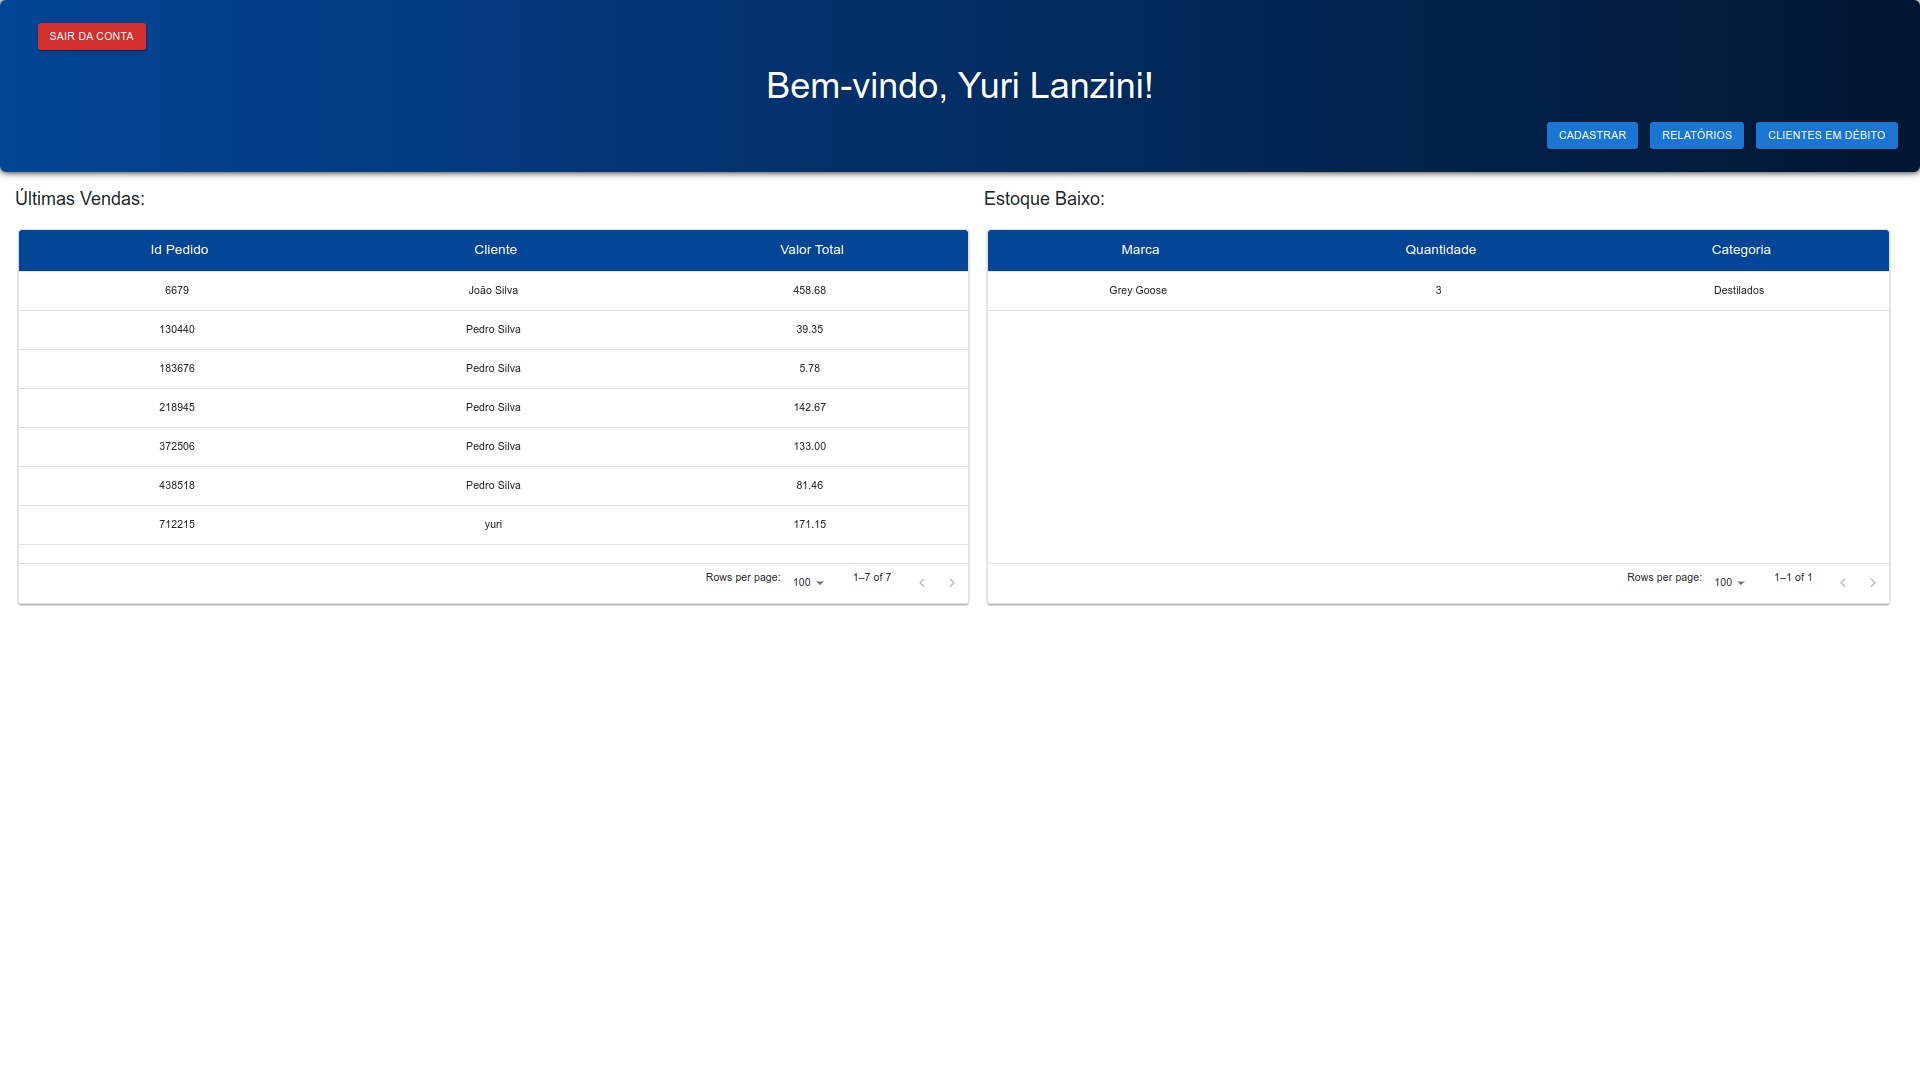 SAIR DA CONTA
Bem-vindo, Yuri Lanzini!
CADASTRAR RELATÓRIOS CLIENTES EM DÉBITO
Últimas Vendas:
Id Pedido Cliente Valor Total
6679 João Silva 458.68
130440 Pedro Silva 39.35
183676 Pedro Silva 5.78
218945 Pedro Silva 142.67
372506 Pedro Silva 133.00
438518 Pedro Silva 81.46
712215 yuri 171.15
Rows per page: 100 1–7 of 7
Estoque Baixo:
Marca Quantidade Categoria
Grey Goose 3 Destilados
Rows per page: 100 1–1 of 1